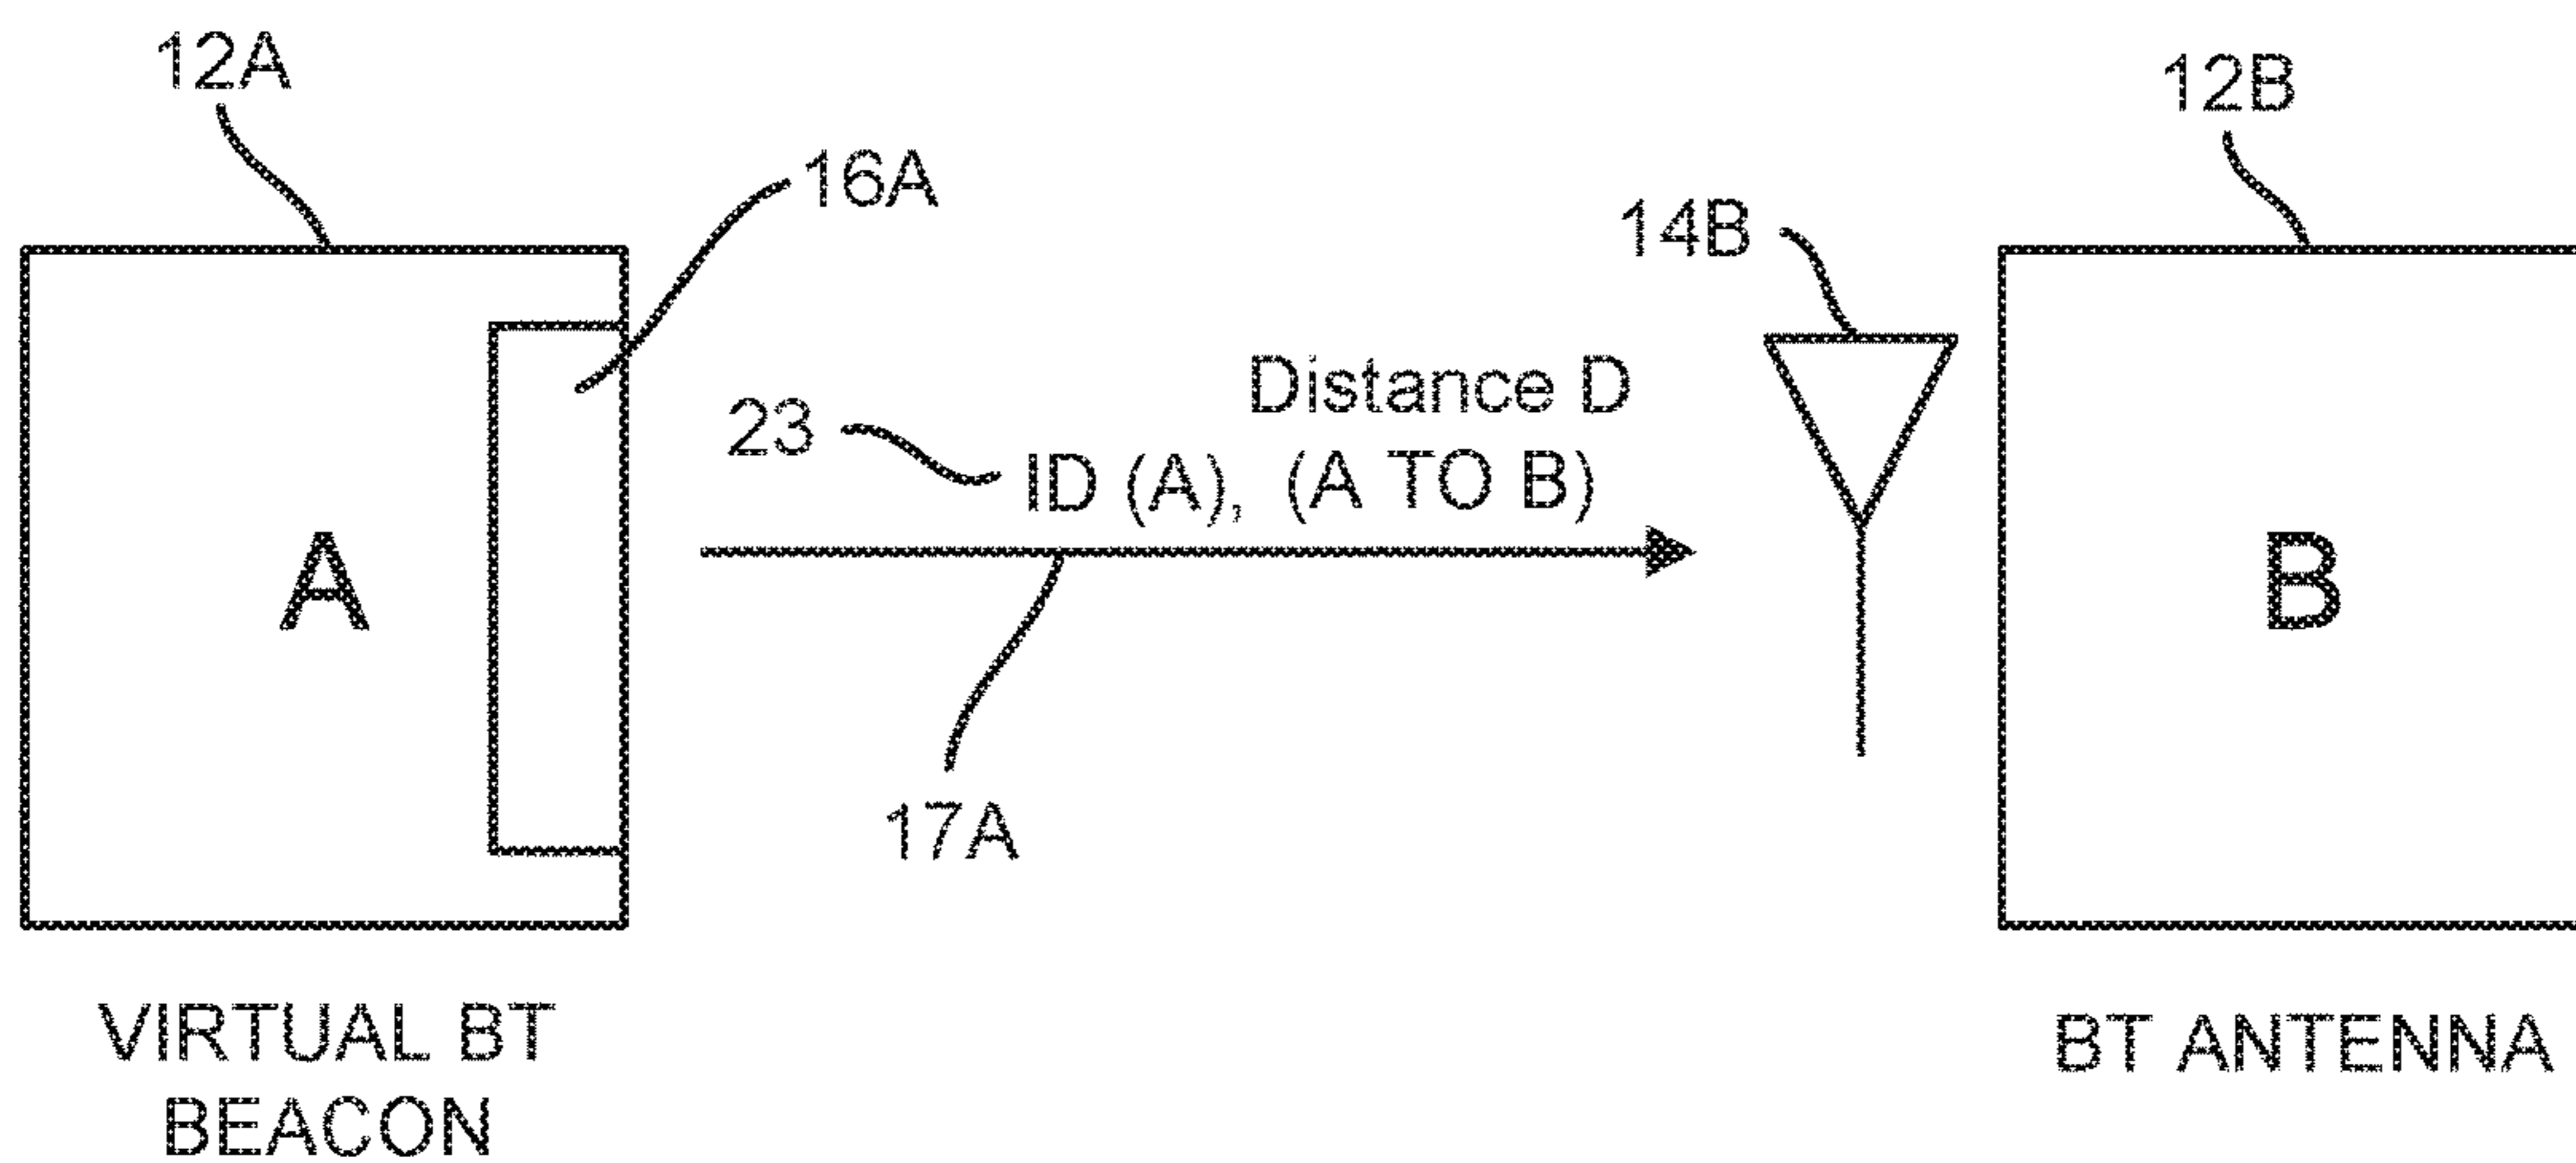 12A
12B
16A
14B
Distance D
23
ID (A), (A TO B)
A
B
17A
VIRTUAL BT
BEACON
BT ANTENNA